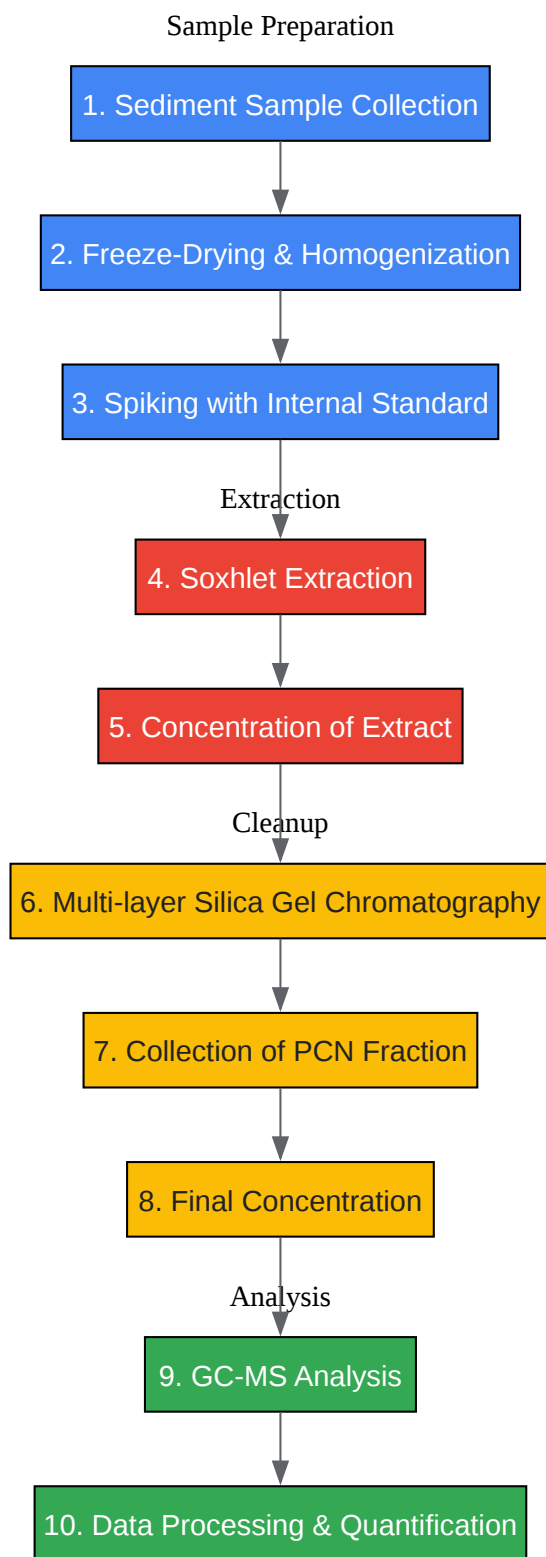 Sample Preparation
1. Sediment Sample Collection
2. Freeze-Drying & Homogenization
3. Spiking with Internal Standard
Extraction
4. Soxhlet Extraction
5. Concentration of Extract
Cleanup
6. Multi-layer Silica Gel Chromatography
7. Collection of PCN Fraction
8. Final Concentration
Analysis
9. GC-MS Analysis
10. Data Processing & Quantification